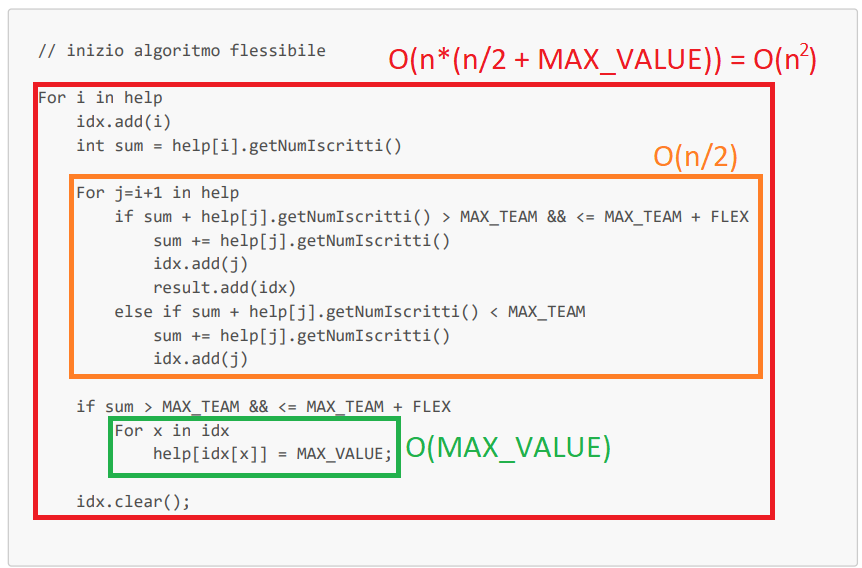 // inizio algoritmo flessibile
O(n*(n/2 + MAX_VALUE)) = O(n²)
For i in help
idx.add(i)
int sum = help[i].getNumIscritti()
O(n/2)
For j=i+1 in help
if sum + help[j].getNumIscritti() > MAX_TEAM && <= MAX_TEAM + FLEX
sum += help[j].getNumIscritti()
idx.add(j)
result.add(idx)
else if sum + help[j].getNumIscritti() < MAX_TEAM
sum += help[j].getNumIscritti()
idx.add(j)
if sum > MAX_TEAM && <= MAX_TEAM + FLEX
For x in idx
help[idx[x]] = MAX_VALUE;
O(MAX_VALUE)
idx.clear();